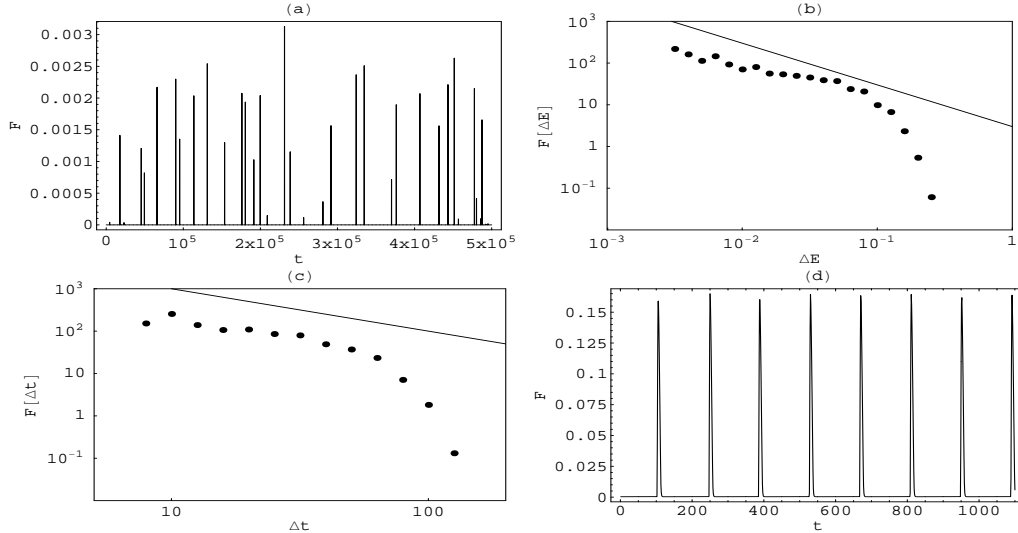 (a)
F
0.003
0.0025
0.002
0.0015
0.001
0.0005
0
0 10⁵ 2x10⁵ 3x10⁵ 4x10⁵ 5x10⁵
t
(b)
F[ΔE]
10³
10²
10
1
10⁻¹
10⁻³ 10⁻² 10⁻¹ 1
ΔE
(c)
F[Δt]
10³
10²
10
1
10⁻¹
10 100
Δt
(d)
F
0.15
0.125
0.1
0.075
0.05
0.025
0
0 200 400 600 800 1000
t